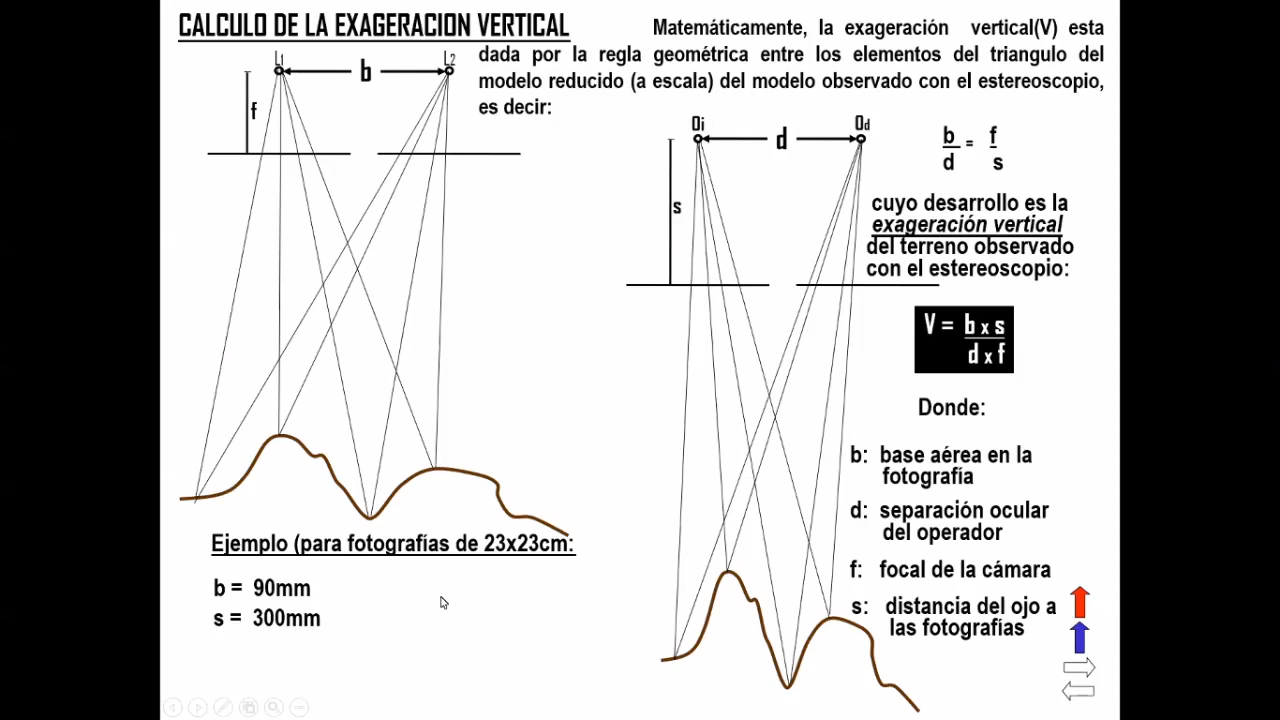 CALCULO DE LA EXAGERACION VERTICAL
Matemáticamente, la exageración vertical(V) esta
dada por la regla geométrica entre los elementos del triangulo del
modelo reducido (a escala) del modelo observado con el estereoscopio,
es decir:
L1 b L2
f
Oi d Od
s
b = f
d s
cuyo desarrollo es la
exageración vertical
del terreno observado
con el estereoscopio:
V = b x s
d x f
Donde:
b: base aérea en la
fotografía
d: separación ocular
del operador
f: focal de la cámara
s: distancia del ojo a
las fotografías
Ejemplo (para fotografías de 23x23cm:
b = 90mm
s = 300mm